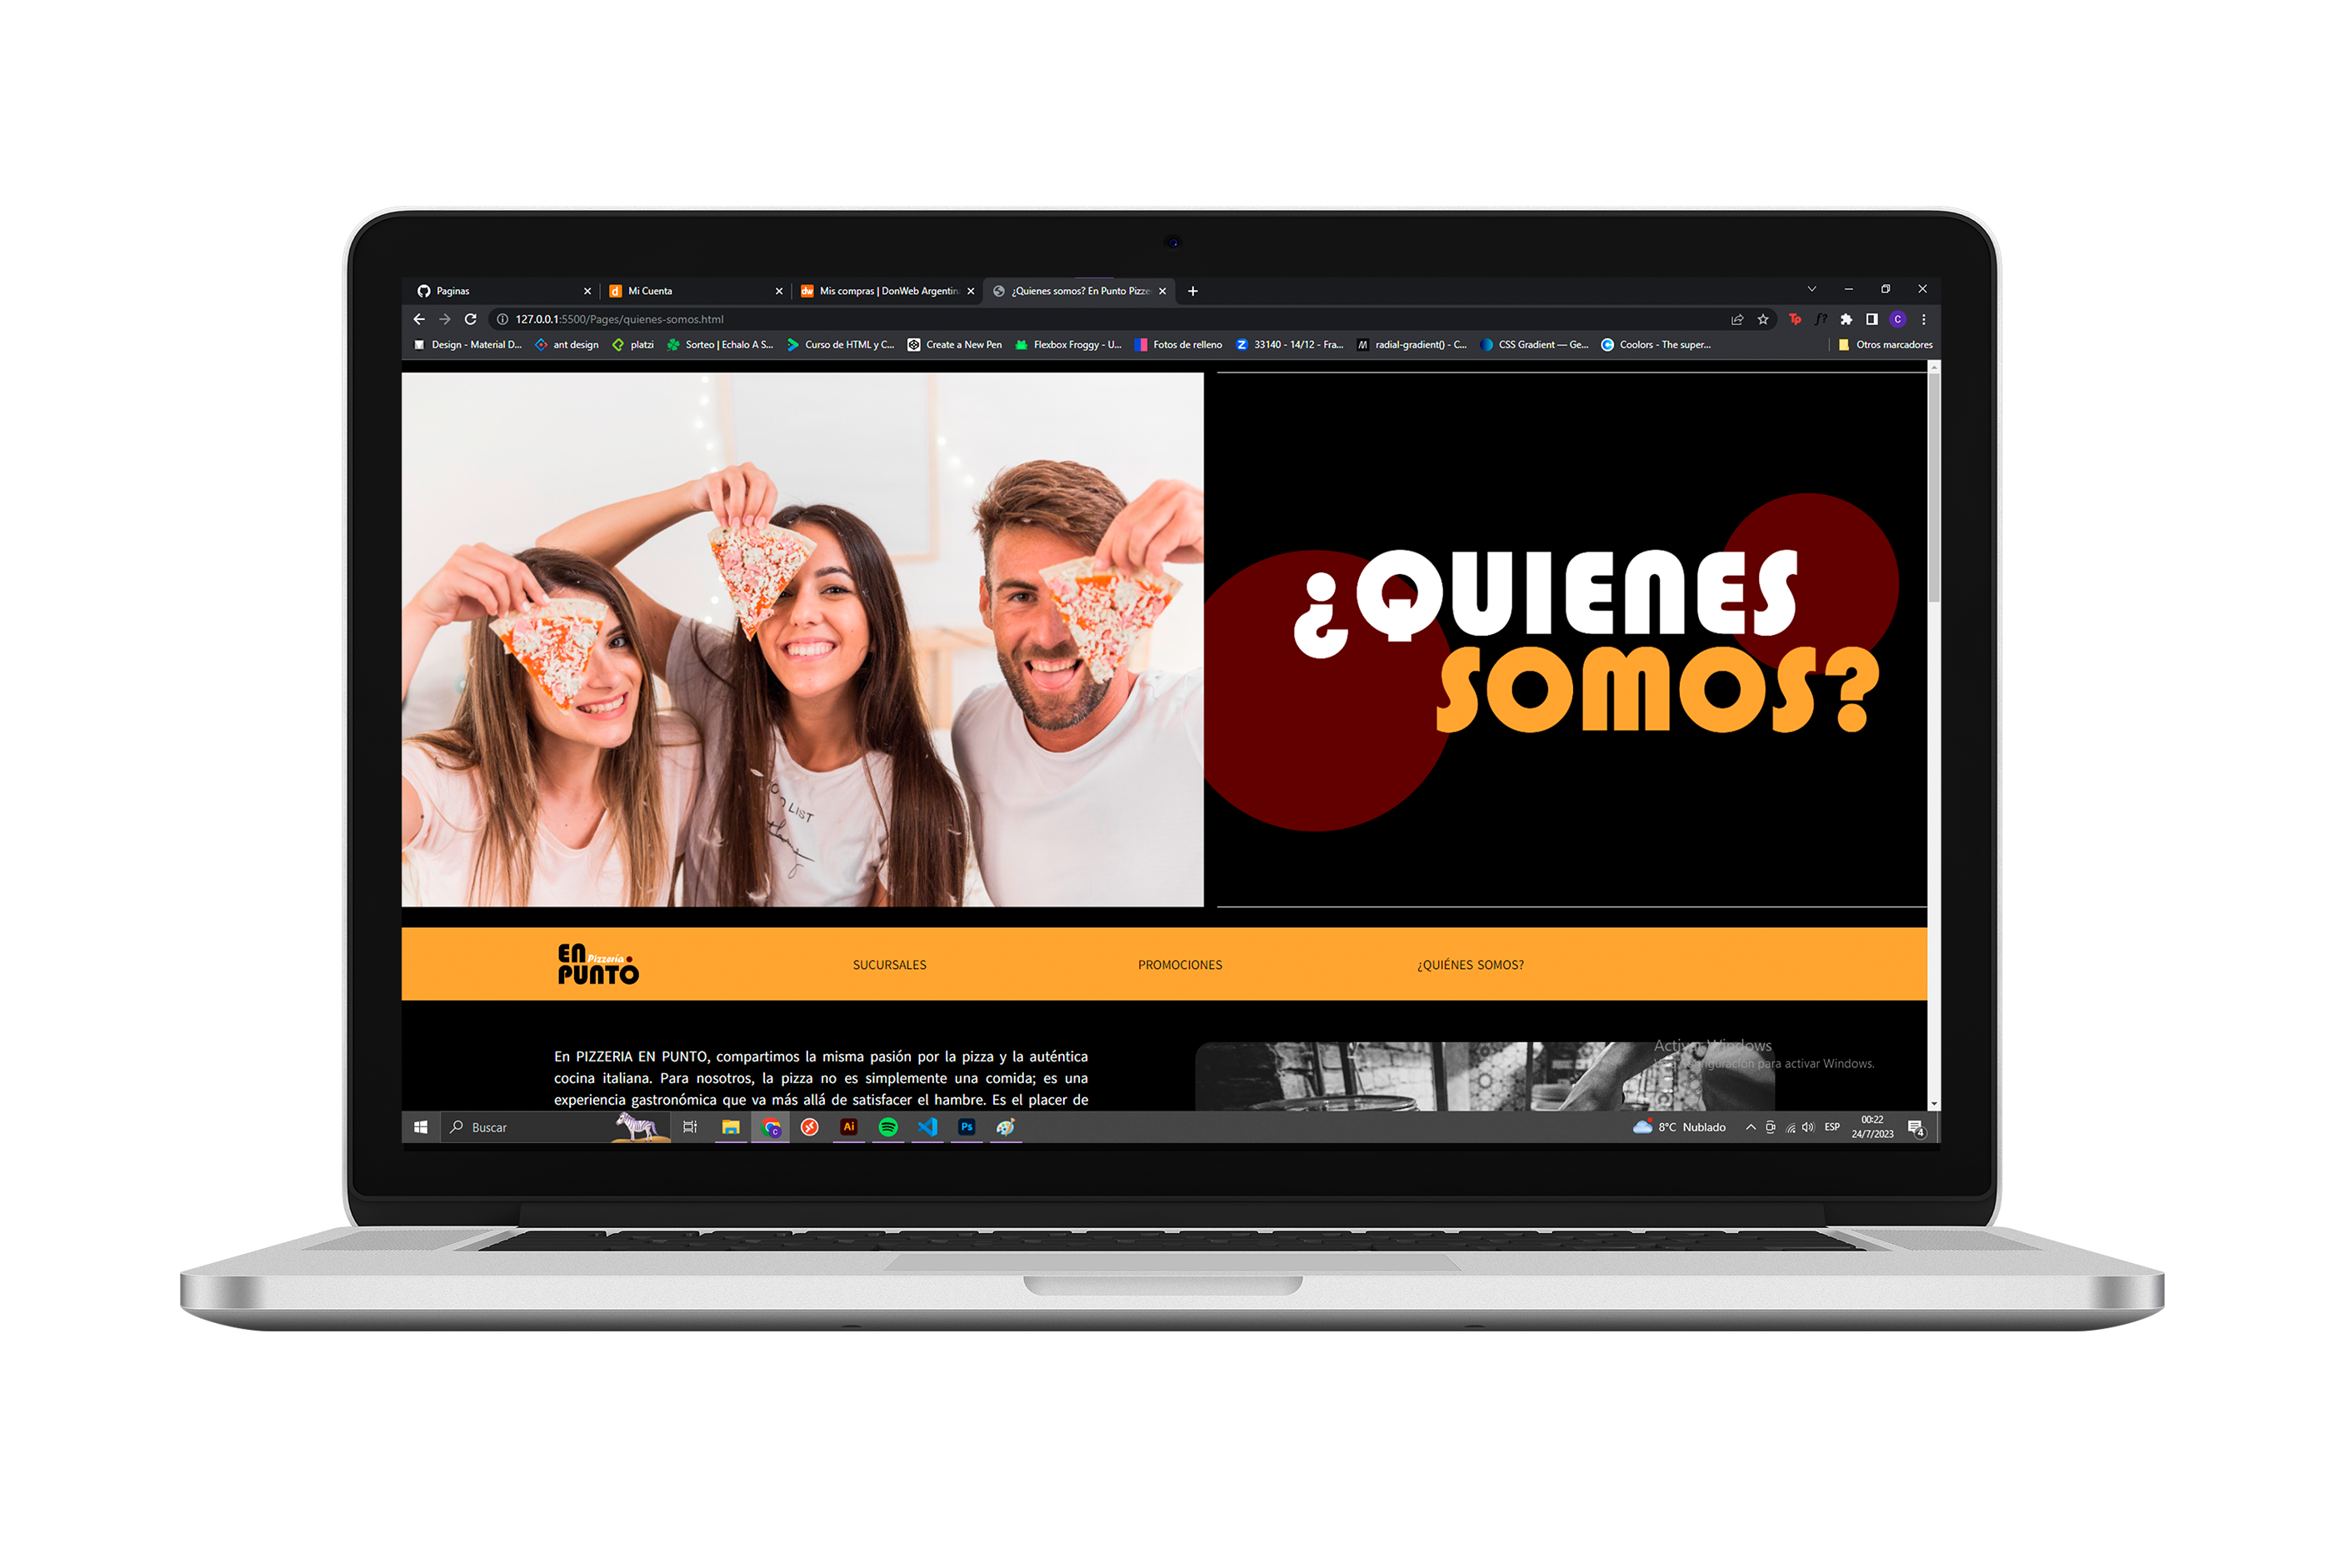 Paginas
Mi Cuenta
Mis compras | DonWeb Argentin
¿Quienes somos? En Punto Pizze
127.0.0.1:5500/Pages/quienes-somos.html
Design - Material D...
ant design
platzi
Sorteo | Echalo A S...
Curso de HTML y C...
Create a New Pen
Flexbox Froggy - U...
Fotos de relleno
33140 - 14/12 - Fra...
radial-gradient() - C...
CSS Gradient — Ge...
Coolors - The super...
Otros marcadores
¿QUIENES
SOMOS?
EN Pizzería
PUNTO
SUCURSALES
PROMOCIONES
¿QUIÉNES SOMOS?
En PIZZERIA EN PUNTO, compartimos la misma pasión por la pizza y la auténtica
cocina italiana. Para nosotros, la pizza no es simplemente una comida; es una
experiencia gastronómica que va más allá de satisfacer el hambre. Es el placer de
Windows
para activar Windows.
Buscar
Ai
Ps
8°C Nublado
ESP
00:22
24/7/2023
4